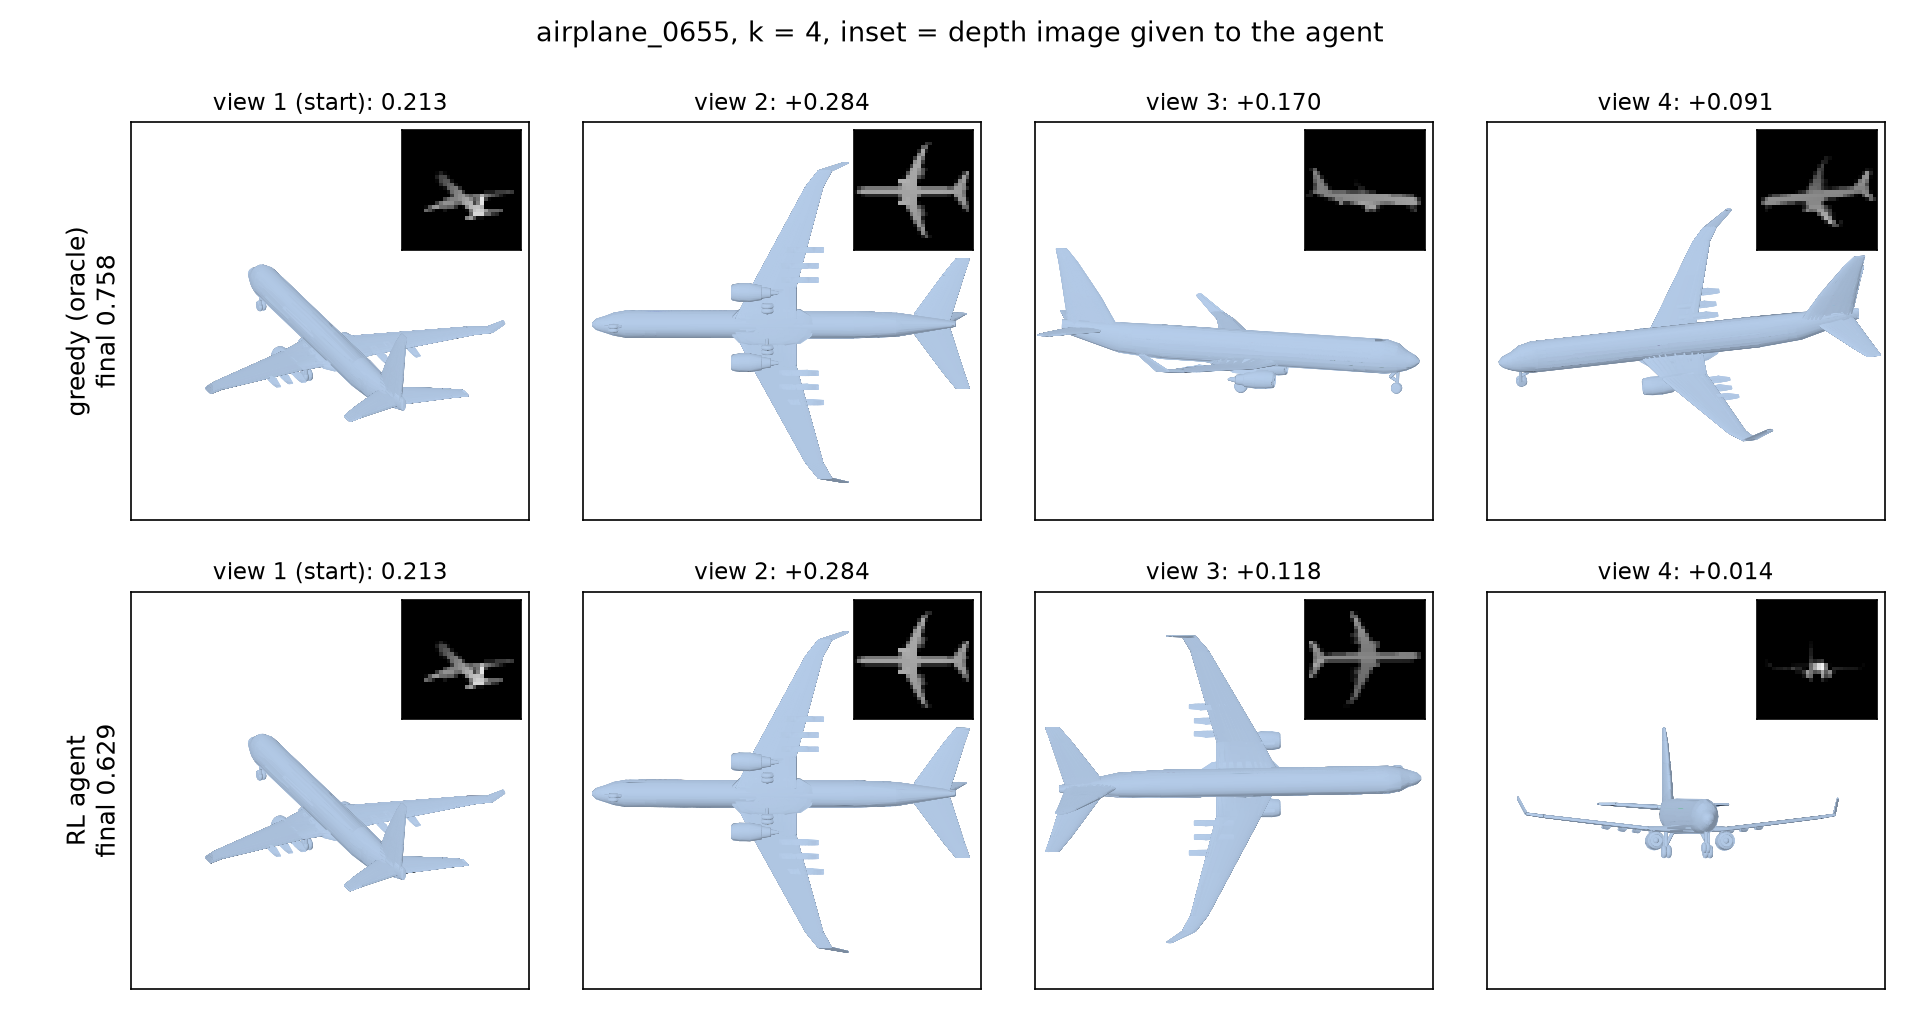 airplane_0655, k = 4, inset = depth image given to the agent
view 1 (start): 0.213
view 2: +0.284
view 3: +0.170
view 4: +0.091
greedy (oracle)
final 0.758
view 1 (start): 0.213
view 2: +0.284
view 3: +0.118
view 4: +0.014
RL agent
final 0.629